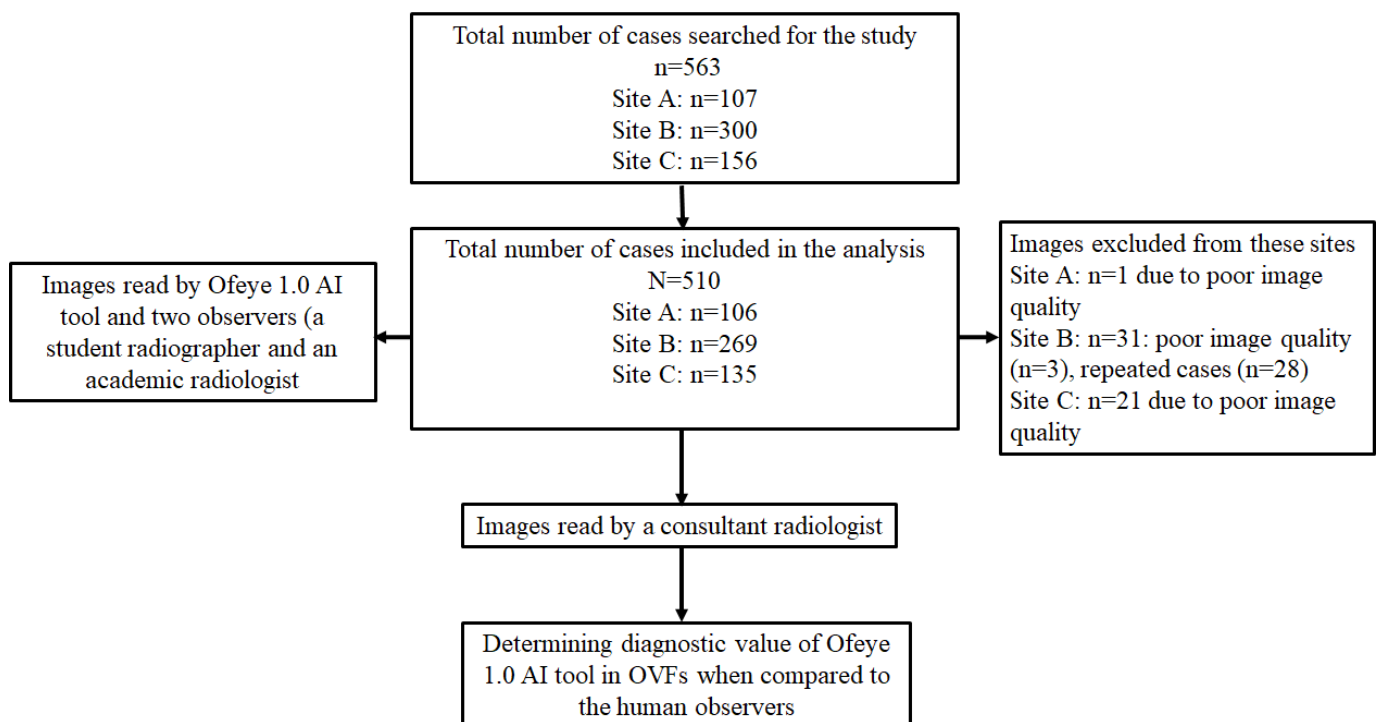 Total number of cases searched for the study
n=563
Site A: n=107
Site B: n=300
Site C: n=156
Total number of cases included in the analysis
N=510
Site A: n=106
Site B: n=269
Site C: n=135
Images read by Ofeye 1.0 AI
tool and two observers (a
student radiographer and an
academic radiologist
Images excluded from these sites
Site A: n=1 due to poor image
quality
Site B: n=31: poor image quality
(n=3), repeated cases (n=28)
Site C: n=21 due to poor image
quality
Images read by a consultant radiologist
Determining diagnostic value of Ofeye
1.0 AI tool in OVFs when compared to
the human observers